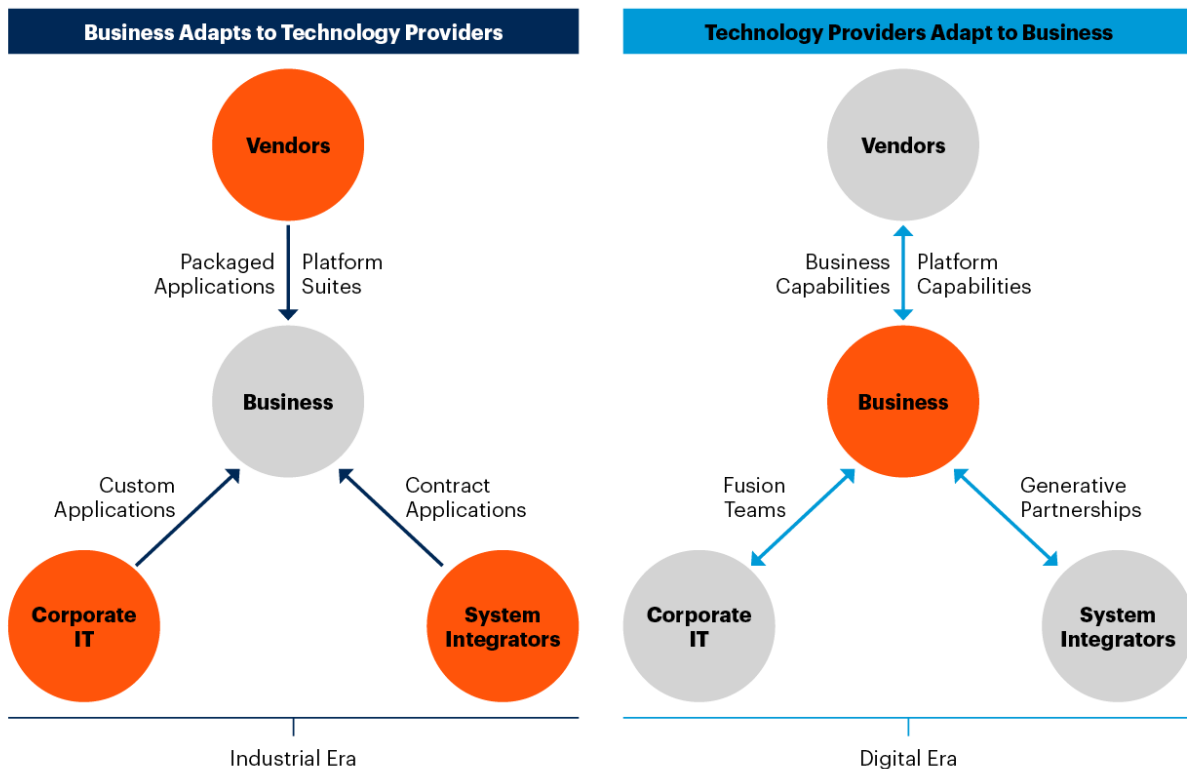 Business Adapts to Technology Providers
Vendors
Packaged
Applications
Platform
Suites
Business
Custom
Applications
Contract
Applications
Corporate
IT
System
Integrators
Industrial Era
Technology Providers Adapt to Business
Vendors
Business
Capabilities
Platform
Capabilities
Business
Fusion
Teams
Generative
Partnerships
Corporate
IT
System
Integrators
Digital Era